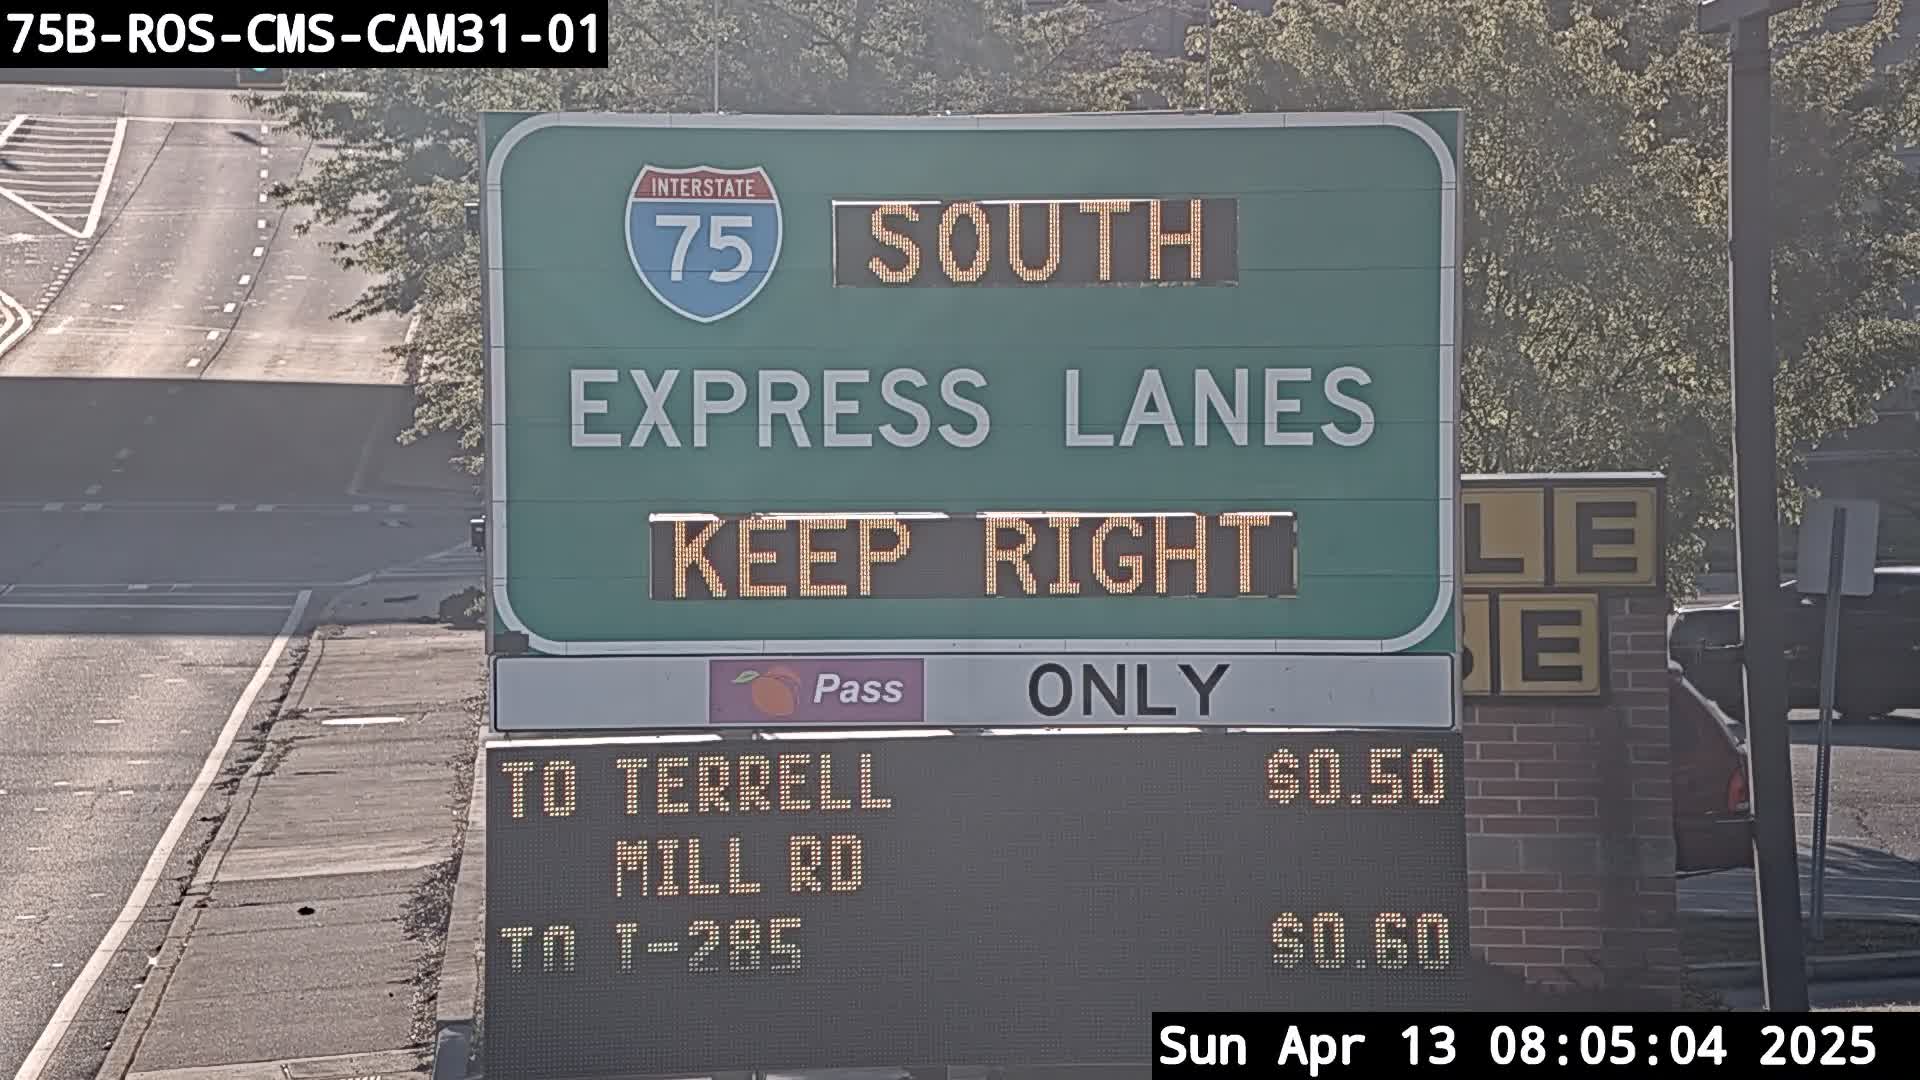 75B-ROS-CMS-CAM31-01
INTERSTATE
75
SOUTH
EXPRESS LANES
KEEP RIGHT
Pass ONLY
TO TERRELL $0.50
MILL RD
TO I-285 $0.60
LE
E
Sun Apr 13 08:05:04 2025